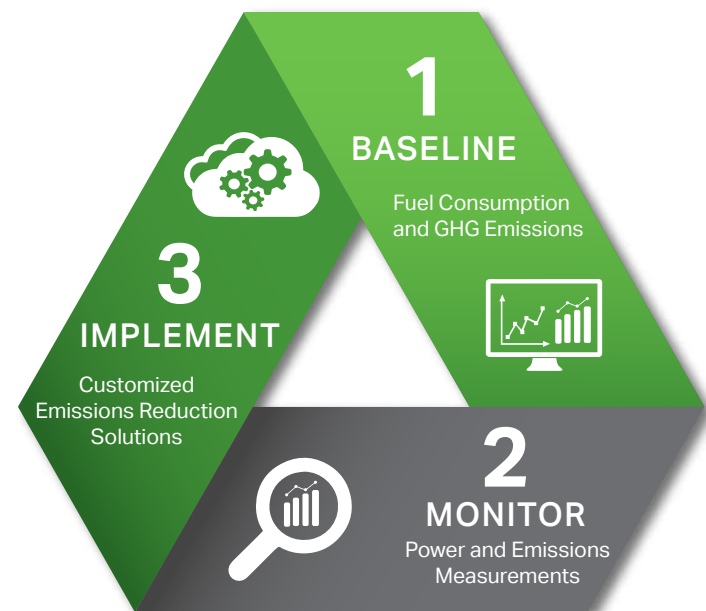 1
BASELINE
Fuel Consumption
and GHG Emissions
2
MONITOR
Power and Emissions
Measurements
3
IMPLEMENT
Customized
Emissions Reduction
Solutions